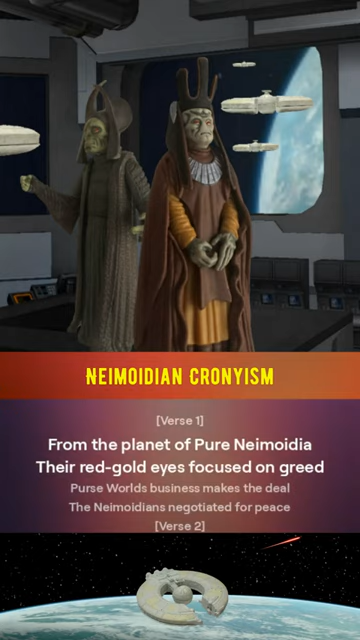 NEIMOIDIAN CRONYISM
[Verse 1]
From the planet of Pure Neimoidia
Their red-gold eyes focused on greed
Purse Worlds business makes the deal
The Neimoidians negotiated for peace
[Verse 2]